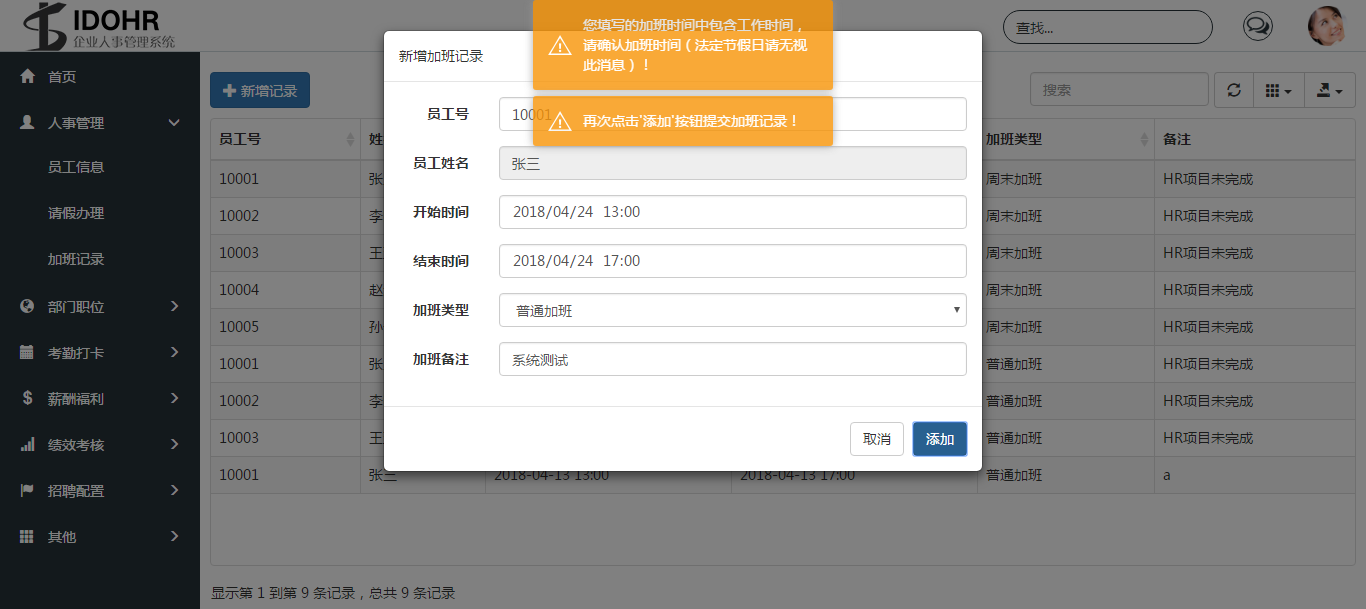 IDOHR
企业人事管理系统
查找...
首页
人事管理
员工信息
请假办理
加班记录
部门职位
考勤打卡
薪酬福利
绩效考核
招聘配置
其他
您填写的加班时间中包含工作时间，
请确认加班时间（法定节假日请无视
此消息）！
再次点击'添加'按钮提交加班记录！
新增加班记录
员工号 10001
员工姓名 张三
开始时间 2018/04/24 13:00
结束时间 2018/04/24 17:00
加班类型 普通加班
加班备注 系统测试
取消 添加
新增记录
搜索
员工号 姓 加班类型 备注
10001 张 周末加班 HR项目未完成
10002 李 周末加班 HR项目未完成
10003 王 周末加班 HR项目未完成
10004 赵 周末加班 HR项目未完成
10005 孙 周末加班 HR项目未完成
10001 张 普通加班 HR项目未完成
10002 李 普通加班 HR项目未完成
10003 王 普通加班 HR项目未完成
10001 张三 2018-04-13 13:00 2018-04-13 17:00 普通加班 a
显示第 1 到第 9 条记录，总共 9 条记录